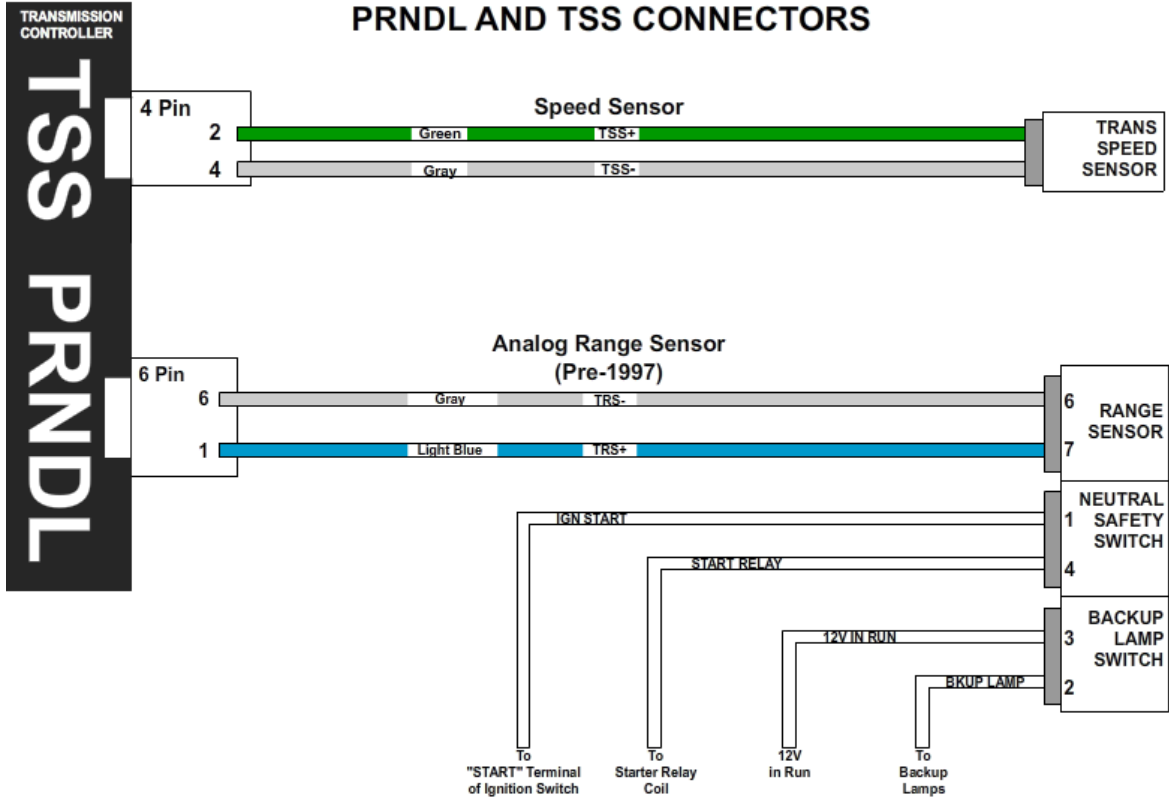 TRANSMISSION
CONTROLLER
PRNDL AND TSS CONNECTORS
TSS
PRNDL
4 Pin
Speed Sensor
2
Green
TSS+
4
Gray
TSS-
TRANS
SPEED
SENSOR
Analog Range Sensor
(Pre-1997)
6 Pin
6
Gray
TRS-
6
1
Light Blue
TRS+
7
RANGE
SENSOR
IGN START
1
START RELAY
4
NEUTRAL
SAFETY
SWITCH
12V IN RUN
3
BKUP LAMP
2
BACKUP
LAMP
SWITCH
To
"START" Terminal
of Ignition Switch
To
Starter Relay
Coil
12V
in Run
To
Backup
Lamps